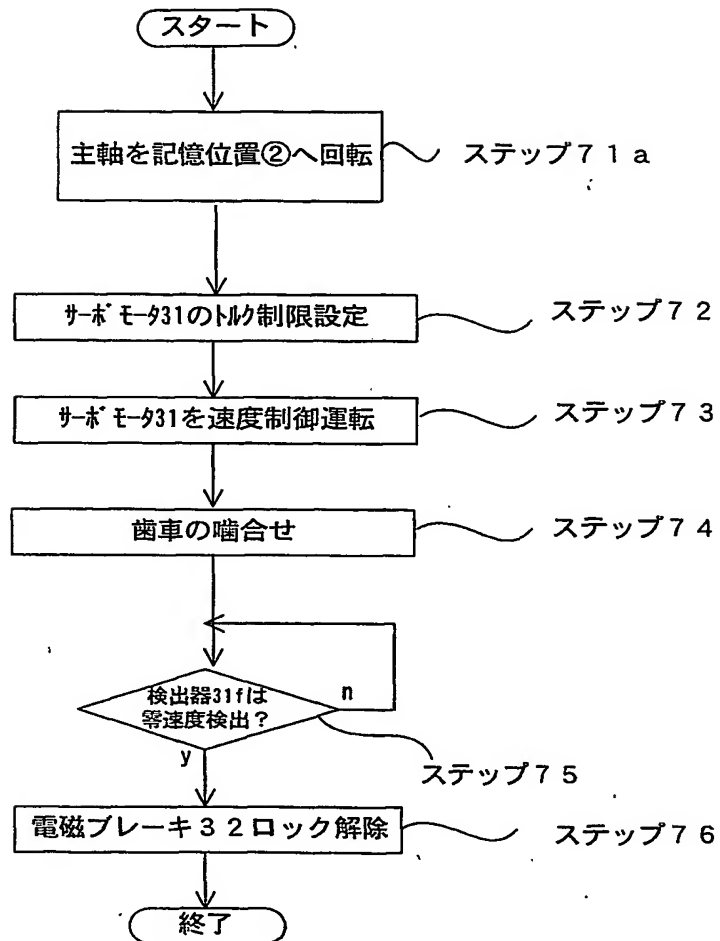 スタート
主軸を記憶位置②へ回転
ステップ71a
ｻｰﾎﾞﾓｰﾀ31のﾄﾙｸ制限設定
ステップ72
ｻｰﾎﾞﾓｰﾀ31を速度制御運転
ステップ73
歯車の噛合せ
ステップ74
検出器31fは
零速度検出？
n
y
ステップ75
電磁ブレーキ32ロック解除
ステップ76
終了